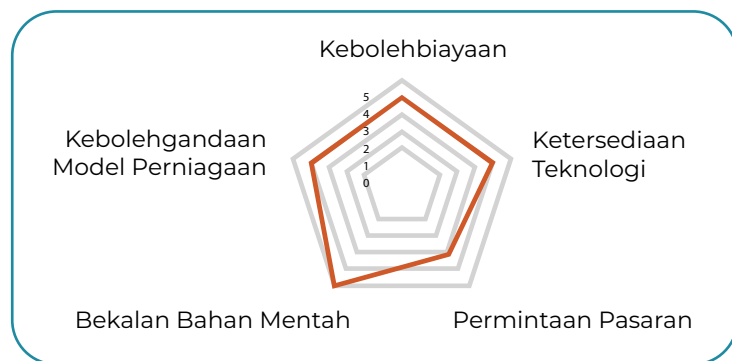 Kebolehbiayaan
5
4
3
2
1
0
Kebolehgandaan
Model Perniagaan
Ketersediaan
Teknologi
Bekalan Bahan Mentah
Permintaan Pasaran